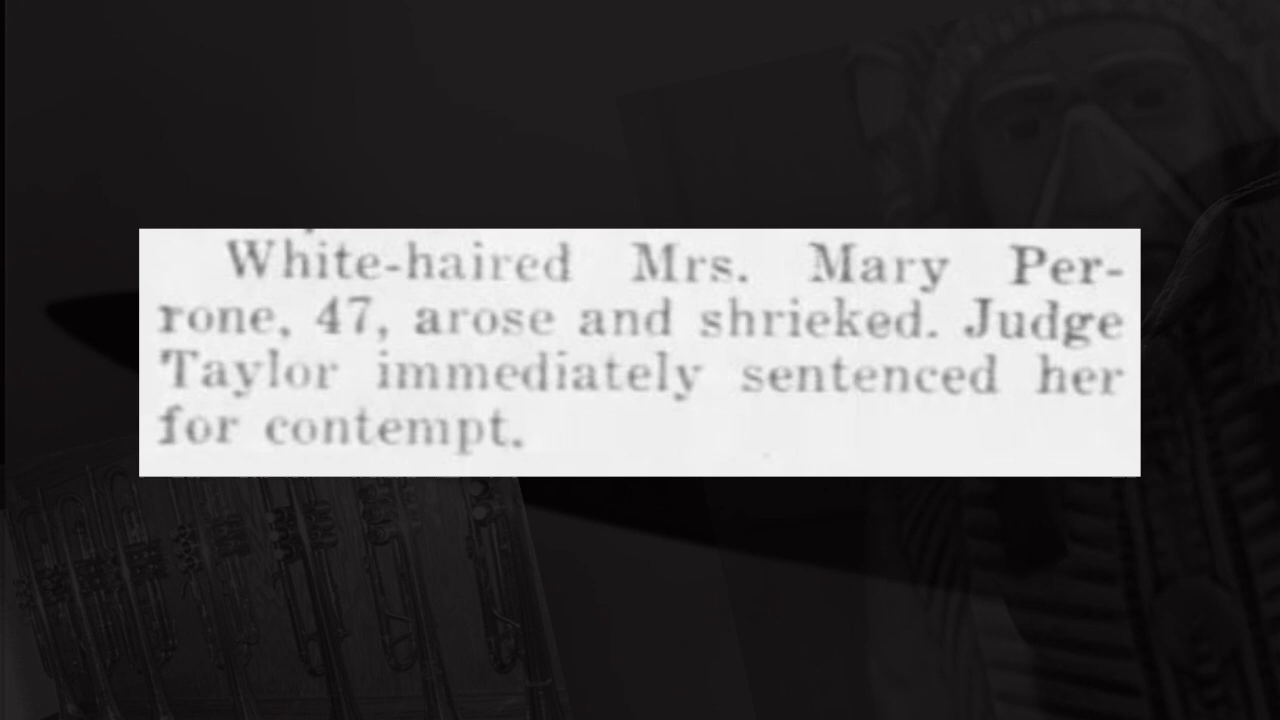 White-haired Mrs. Mary Per-
rone, 47, arose and shrieked. Judge
Taylor immediately sentenced her
for contempt.